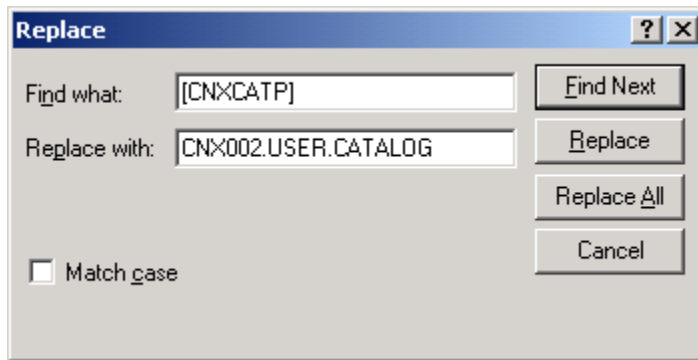 Replace
Find what: [CNXCATP] Find Next
Replace with: CNX002.USER.CATALOG Replace
Replace All
Cancel
Match case